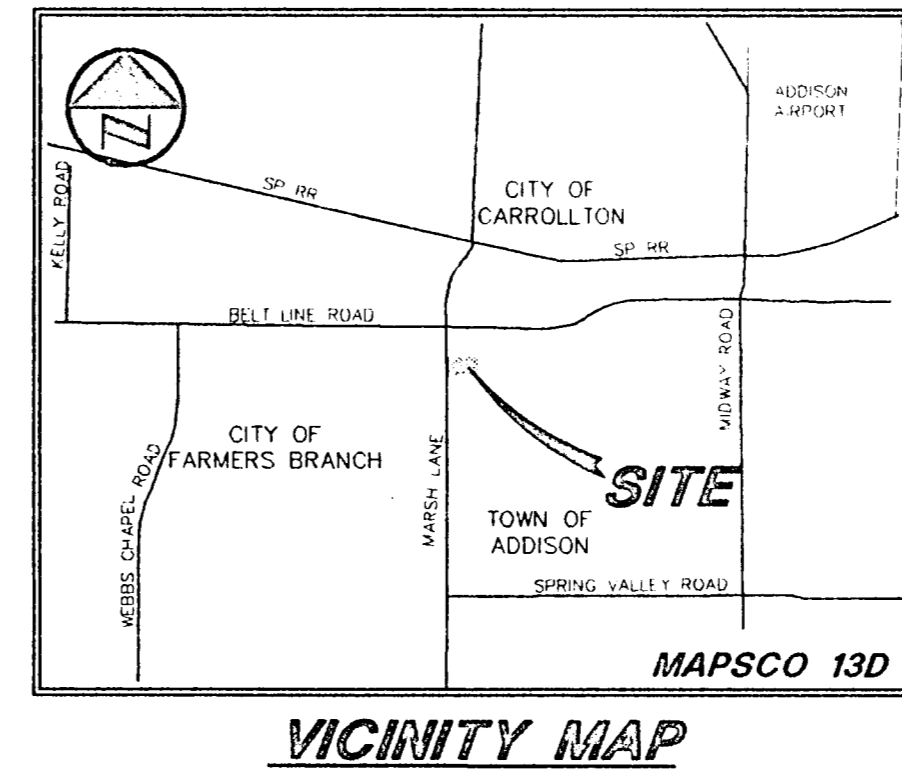 ADDISON
AIRPORT
N
SP RR
CITY OF
CARROLLTON
KELLY ROAD
SP RR
BELT LINE ROAD
MIDWAY ROAD
CITY OF
FARMERS BRANCH
MARSH LANE
WEBBS CHAPEL ROAD
SITE
TOWN OF
ADDISON
SPRING VALLEY ROAD
MAPSCO 13D
VICINITY MAP